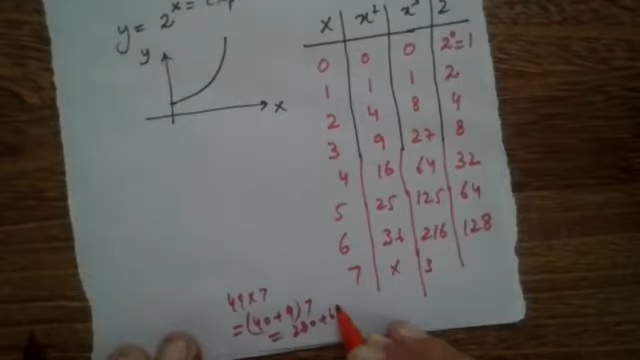 y = 2^x = exp
y
x
x | x² | x³ | 2
0 | 0 | 0 | 2⁰=1
1 | 1 | 1 | 2
2 | 4 | 8 | 4
3 | 9 | 27 | 8
4 | 16 | 64 | 32
5 | 25 | 125 | 64
6 | 36 | 216 | 128
7 | x | 3
49 x 7
= (40+9)7
= 280+6